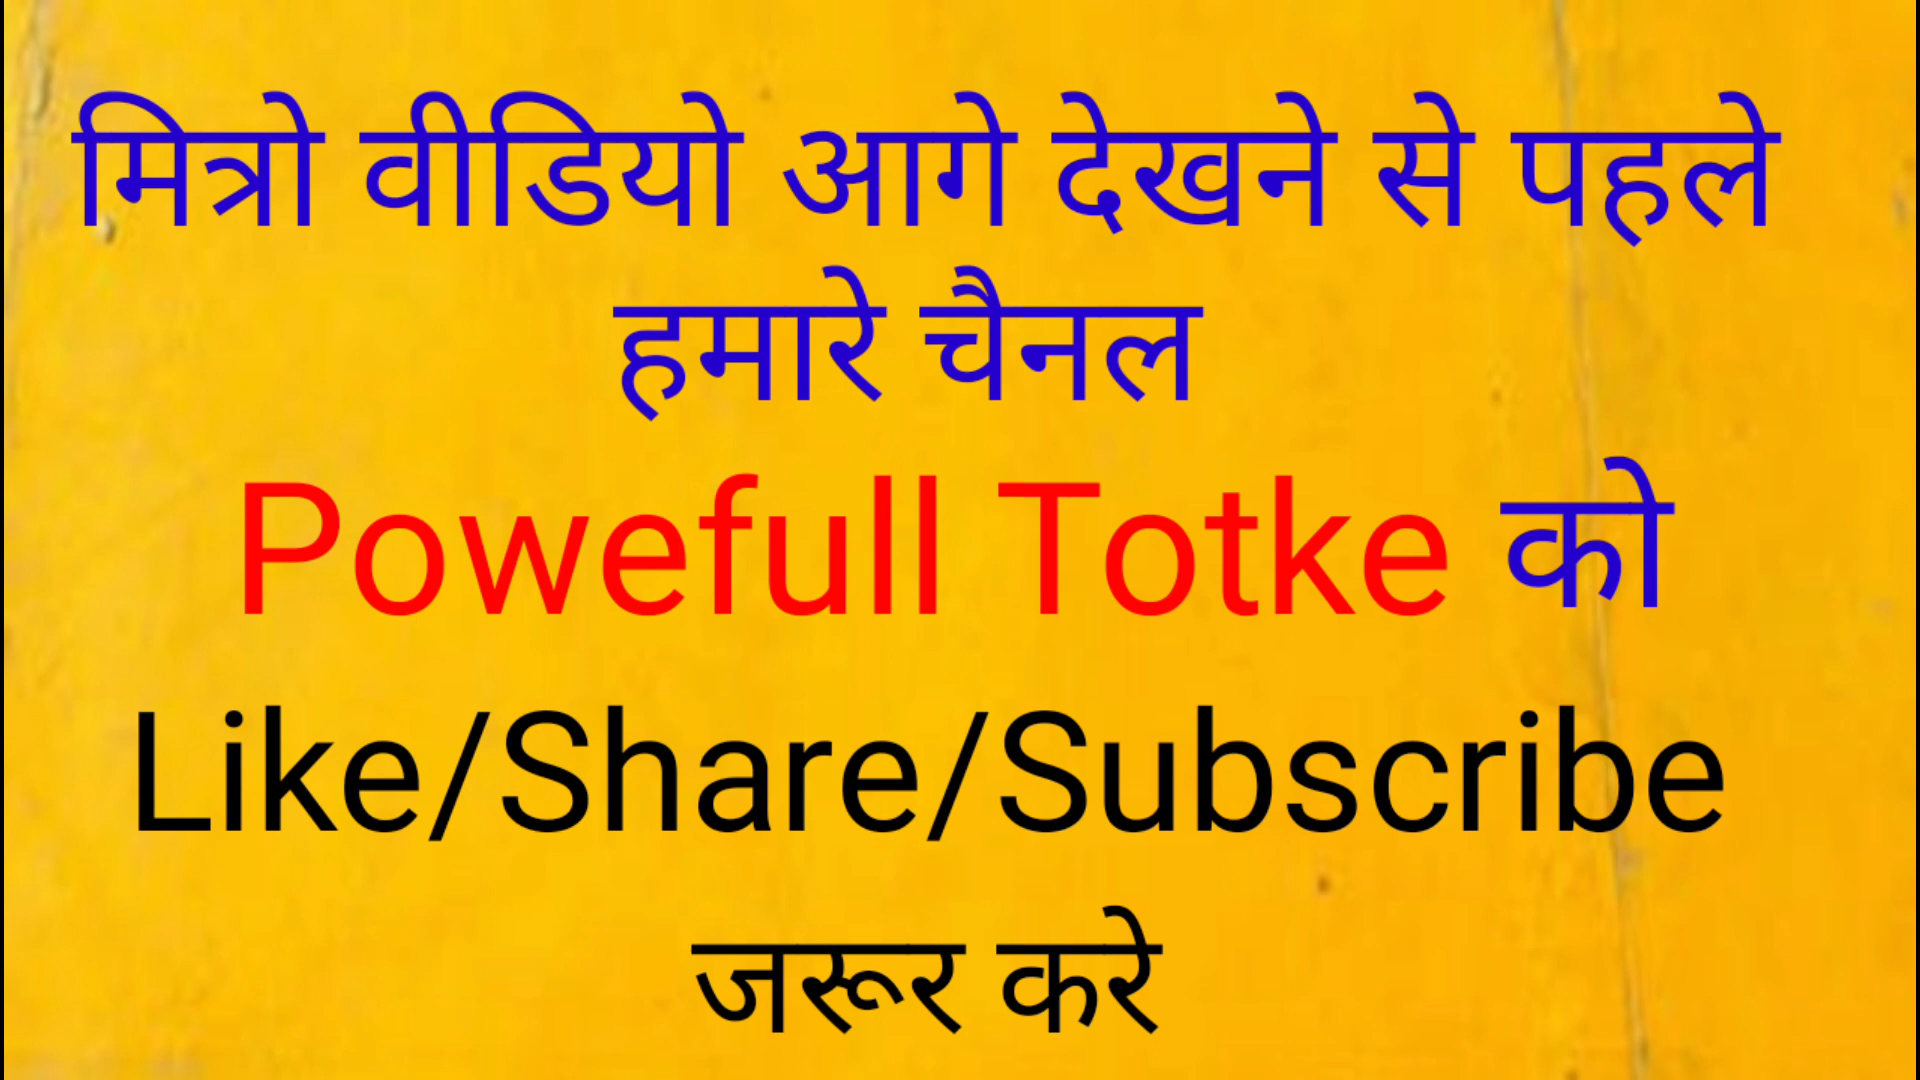 मित्रो वीडियो आगे देखने से पहले
हमारे चैनल
Powefull Totke को
Like/Share/Subscribe
जरूर करे